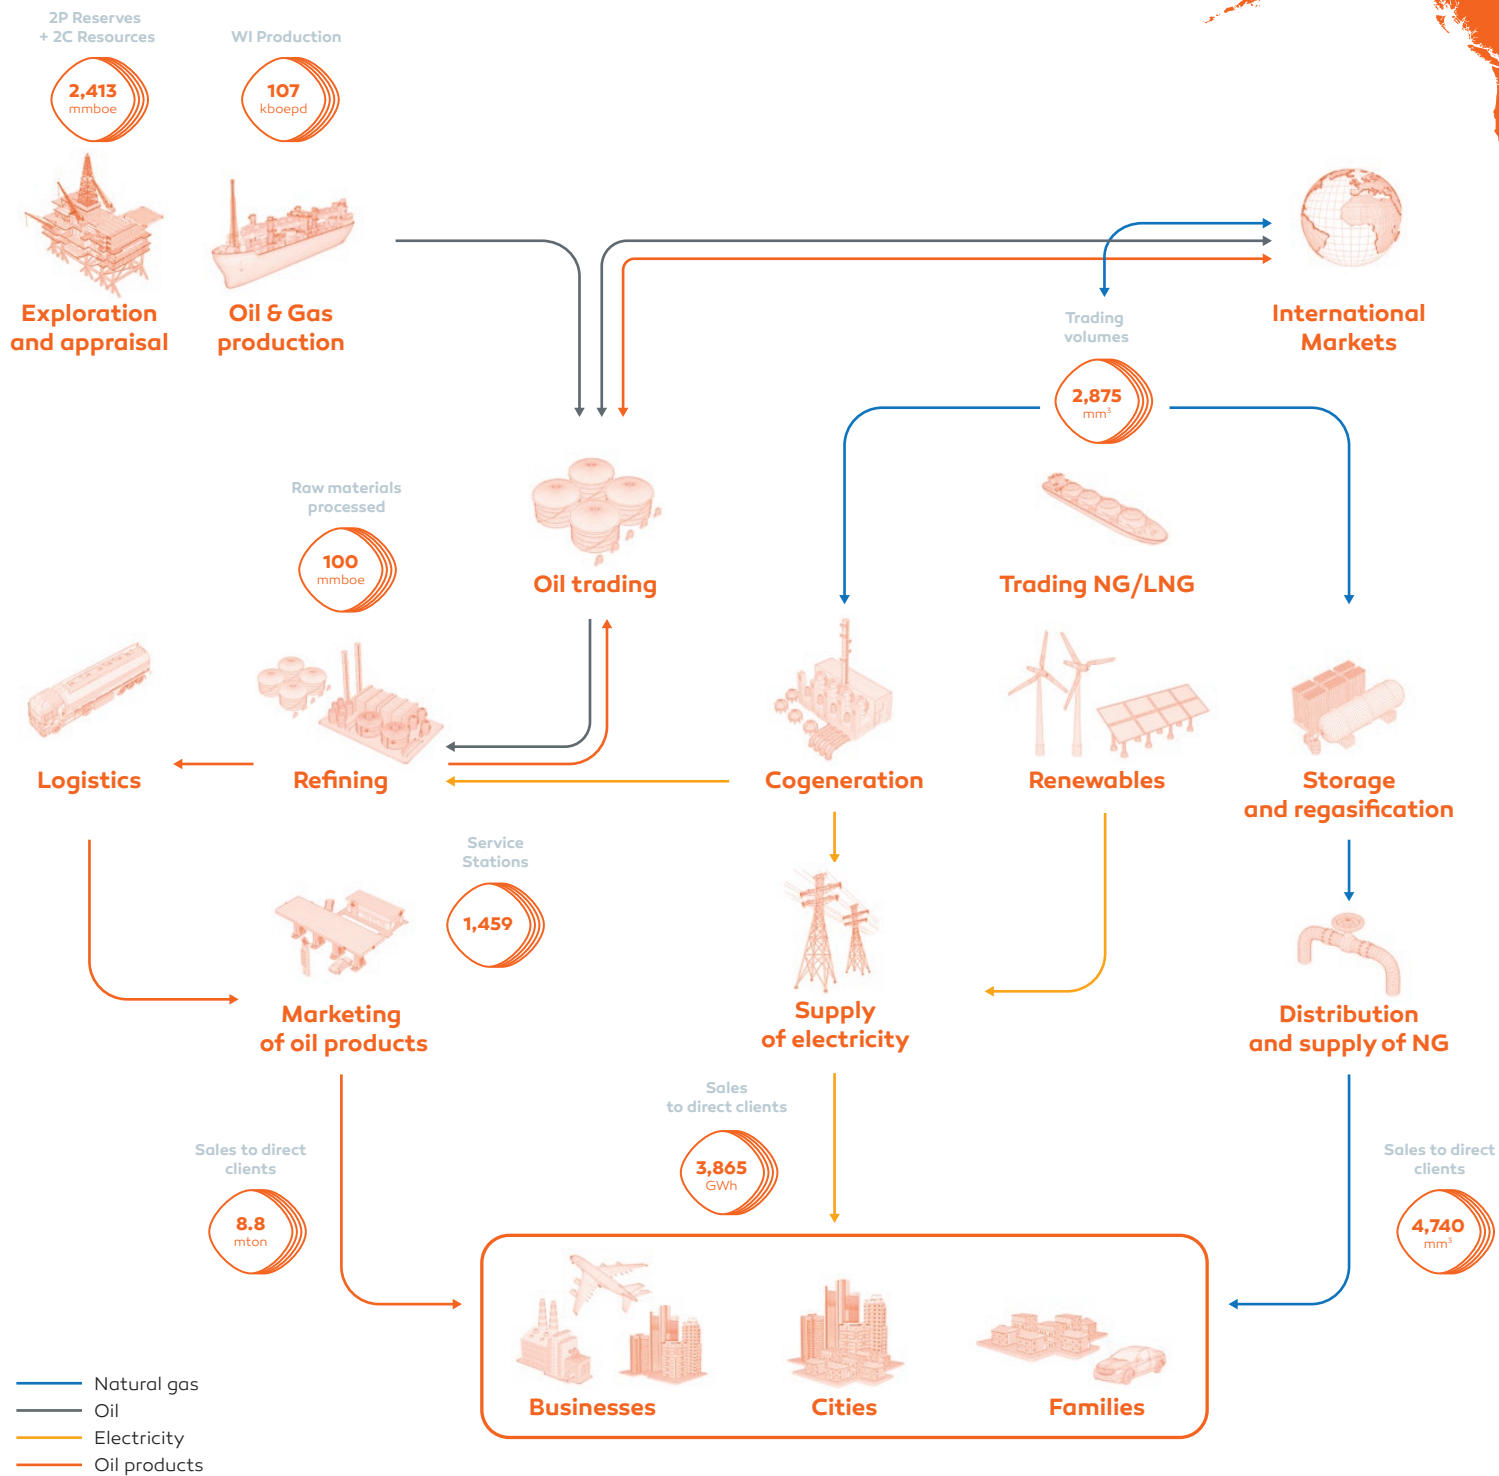 2P Reserves
+ 2C Resources
2,413
mmboe
WI Production
107
kboepd
Exploration
and appraisal
Oil & Gas
production
International
Markets
Trading
volumes
2,875
mm³
Raw materials
processed
100
mmboe
Oil trading
Trading NG/LNG
Logistics
Refining
Cogeneration
Renewables
Storage
and regasification
Service
Stations
1,459
Marketing
of oil products
Supply
of electricity
Distribution
and supply of NG
Sales
to direct clients
3,865
GWh
Sales to direct
clients
8.8
mton
Sales to direct
clients
4,740
mm³
Businesses
Cities
Families
Natural gas
Oil
Electricity
Oil products